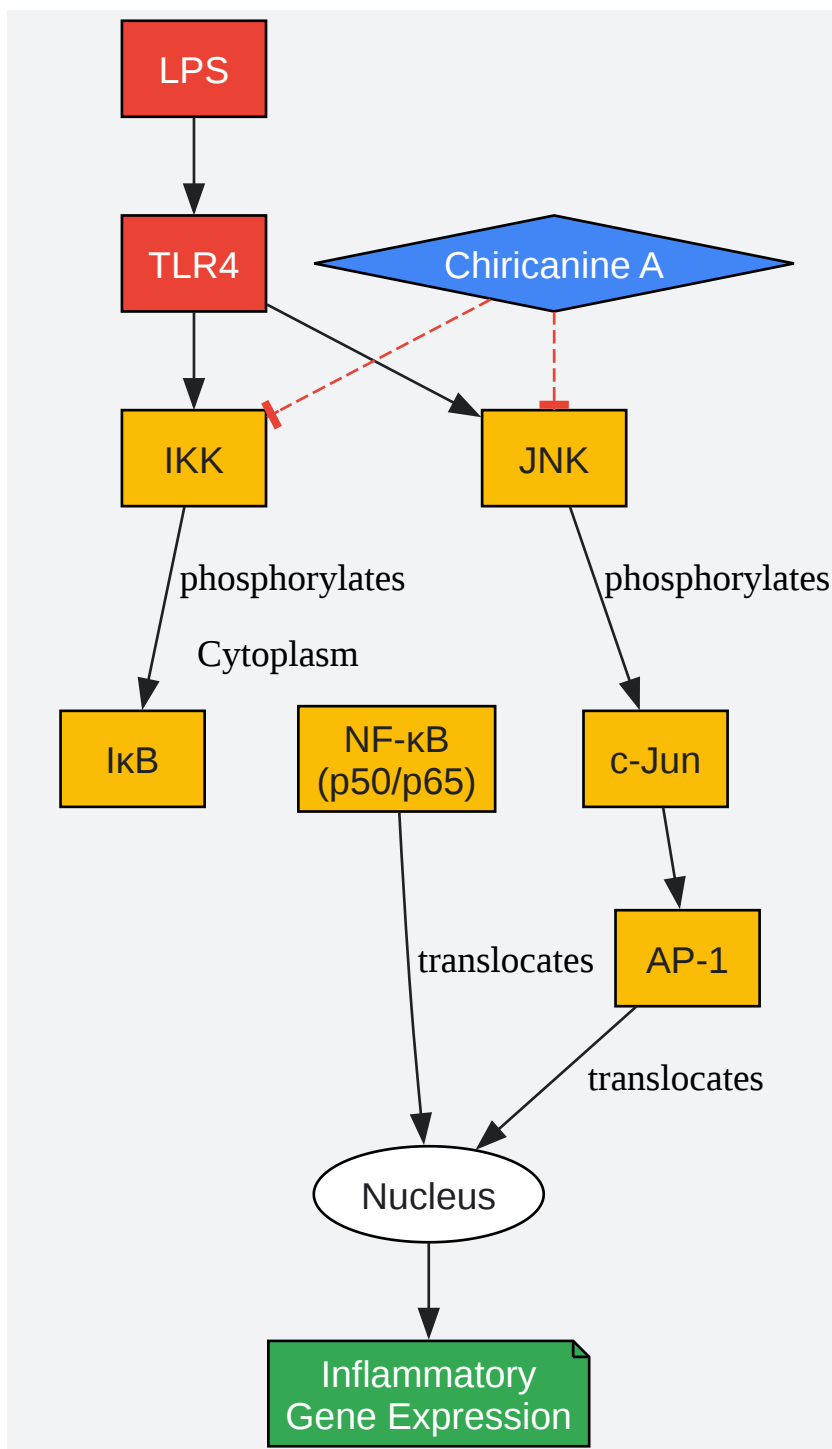 LPS
TLR4
Chiricanine A
IKK
JNK
phosphorylates
phosphorylates
Cytoplasm
IκB
NF-κB
(p50/p65)
c-Jun
translocates
AP-1
translocates
Nucleus
Inflammatory
Gene Expression